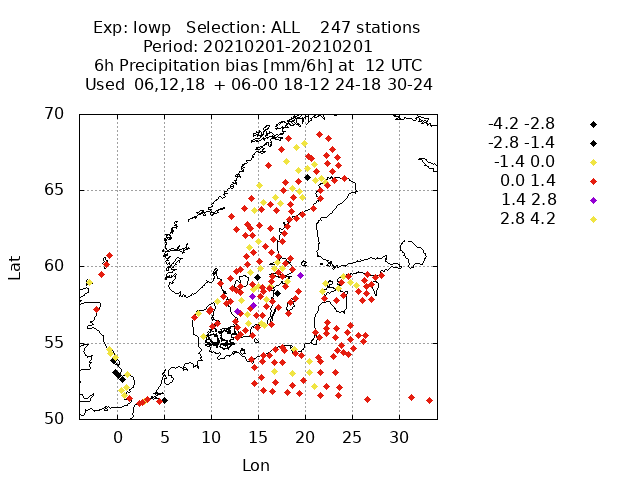 Exp: lowp   Selection: ALL    247 stations
Period: 20210201-20210201
6h Precipitation bias [mm/6h] at  12 UTC
Used  06,12,18  + 06-00 18-12 24-18 30-24
70
65
60
55
50
Lat
0 5 10 15 20 25 30
Lon
-4.2 -2.8
-2.8 -1.4
-1.4 0.0
0.0 1.4
1.4 2.8
2.8 4.2